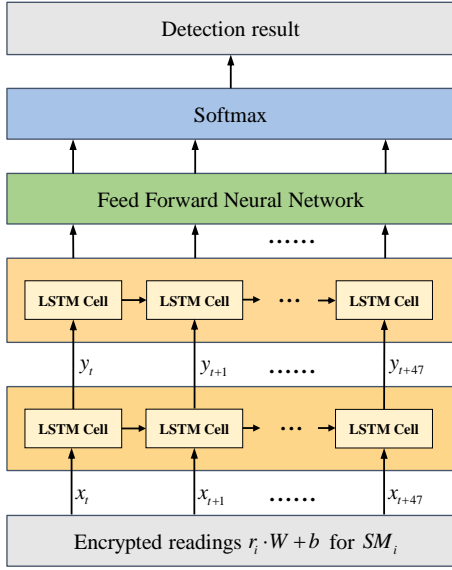 Detection result
Softmax
Feed Forward Neural Network
......
LSTM Cell LSTM Cell ... LSTM Cell
y_t y_{t+1} ...... y_{t+47}
LSTM Cell LSTM Cell ... LSTM Cell
x_t x_{t+1} ...... x_{t+47}
Encrypted readings r_i · W + b for SM_i